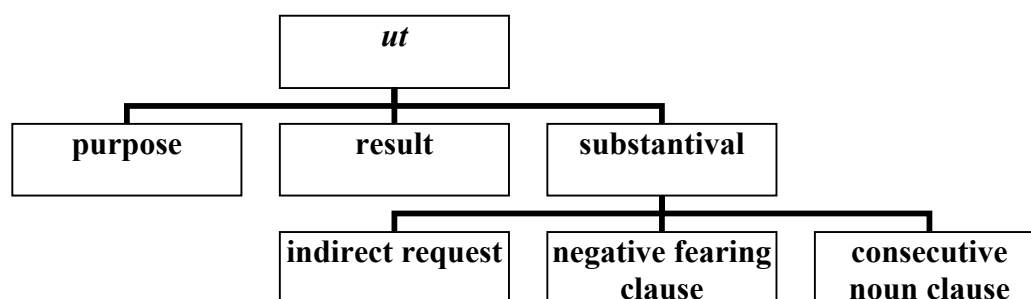 ut
purpose
result
substantival
indirect request
negative fearing
clause
consecutive
noun clause